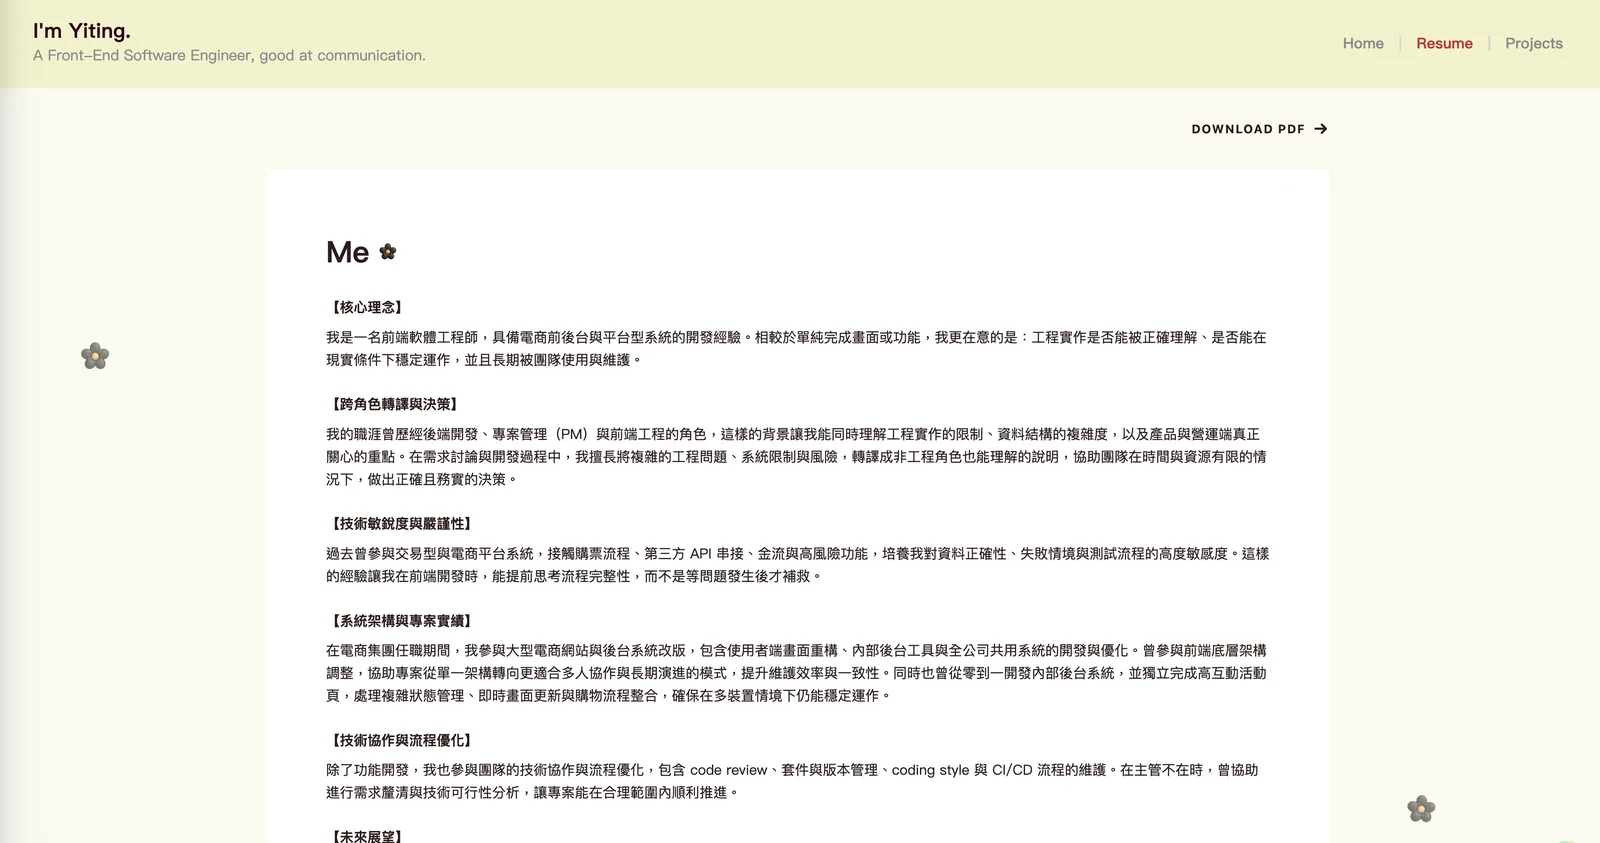 I'm Yiting.
A Front-End Software Engineer, good at communication.
Home | Resume | Projects
DOWNLOAD PDF →
Me
【核心理念】
我是一名前端軟體工程師，具備電商前後台與平台型系統的開發經驗。相較於單純完成畫面或功能，我更在意的是：工程實作是否能被正確理解、是否能在
現實條件下穩定運作，並且長期被團隊使用與維護。
【跨角色轉譯與決策】
我的職涯曾歷經後端開發、專案管理（PM）與前端工程的角色，這樣的背景讓我能同時理解工程實作的限制、資料結構的複雜度，以及產品與營運端真正
關心的重點。在需求討論與開發過程中，我擅長將複雜的工程問題、系統限制與風險，轉譯成非工程角色也能理解的說明，協助團隊在時間與資源有限的情
況下，做出正確且務實的決策。
【技術敏銳度與嚴謹性】
過去曾參與交易型與電商平台系統，接觸購票流程、第三方 API 串接、金流與高風險功能，培養我對資料正確性、失敗情境與測試流程的高度敏感度。這樣
的經驗讓我在前端開發時，能提前思考流程完整性，而不是等問題發生後才補救。
【系統架構與專案實績】
在電商集團任職期間，我參與大型電商網站與後台系統改版，包含使用者端畫面重構、內部後台工具與全公司共用系統的開發與優化。曾參與前端底層架構
調整，協助專案從單一架構轉向更適合多人協作與長期演進的模式，提升維護效率與一致性。同時也曾從零到一開發內部後台系統，並獨立完成高互動活動
頁，處理複雜狀態管理、即時畫面更新與購物流程整合，確保在多裝置情境下仍能穩定運作。
【技術協作與流程優化】
除了功能開發，我也參與團隊的技術協作與流程優化，包含 code review、套件與版本管理、coding style 與 CI/CD 流程的維護。在主管不在時，曾協助
進行需求釐清與技術可行性分析，讓專案能在合理範圍內順利推進。
【未來展望】